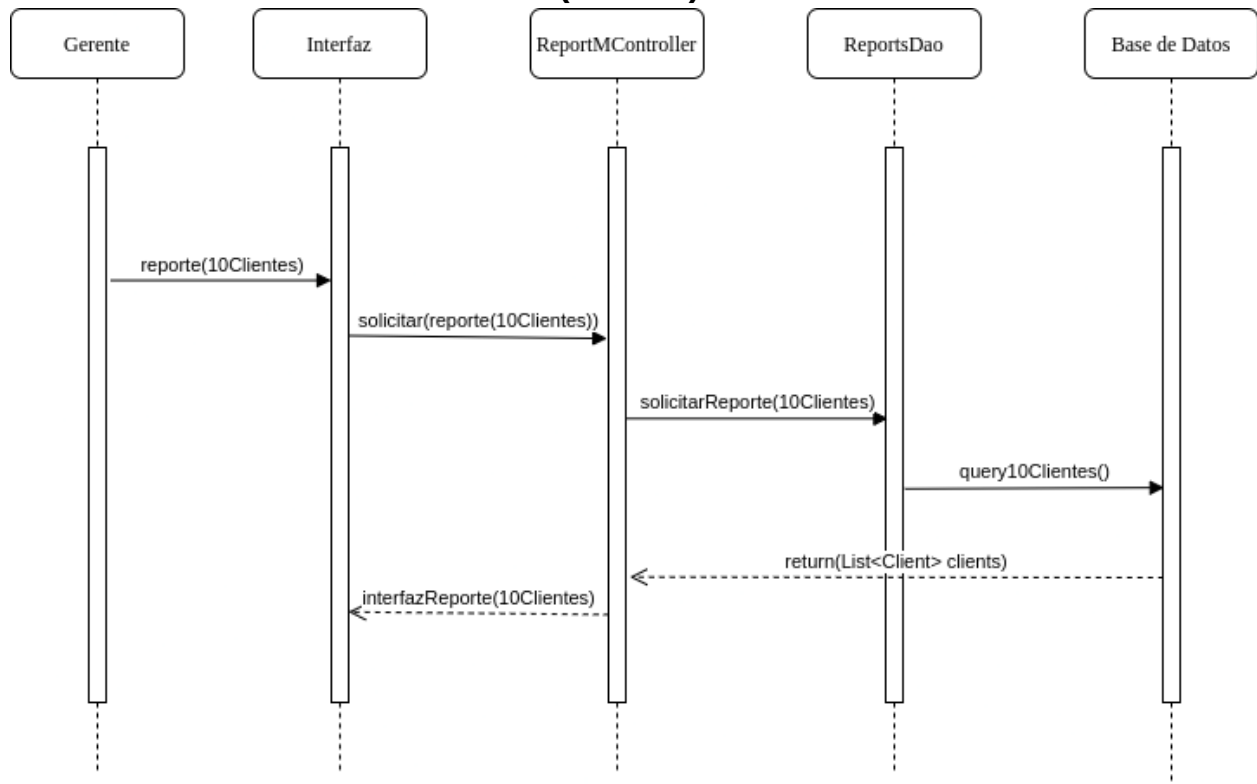 Gerente
Interfaz
ReportMController
ReportsDao
Base de Datos
reporte(10Clientes)
solicitar(reporte(10Clientes))
solicitarReporte(10Clientes)
query10Clientes()
return(List<Client> clients)
interfazReporte(10Clientes)